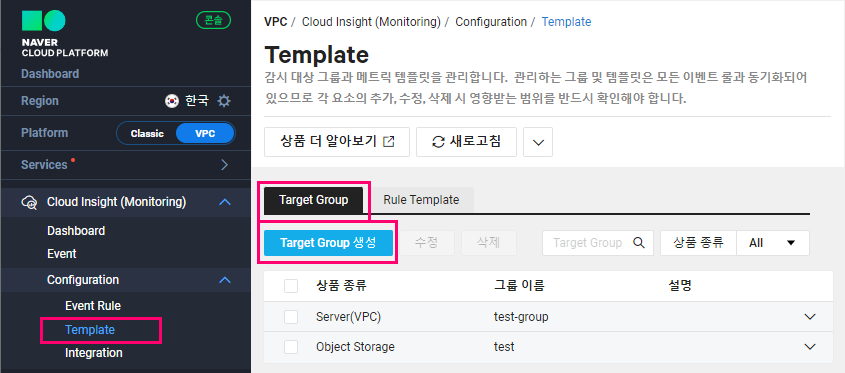 콘솔
NAVER
CLOUD PLATFORM
Dashboard
Region 한국
Platform Classic VPC
Services
Cloud Insight (Monitoring)
Dashboard
Event
Configuration
Event Rule
Template
Integration
VPC / Cloud Insight (Monitoring) / Configuration / Template
Template
감시 대상 그룹과 메트릭 템플릿을 관리합니다. 관리하는 그룹 및 템플릿은 모든 이벤트 룰과 동기화되어
있으므로 각 요소의 추가, 수정, 삭제 시 영향받는 범위를 반드시 확인해야 합니다.
상품 더 알아보기 새로고침
Target Group Rule Template
Target Group 생성 수정 삭제 Target Group 상품 종류 All
상품 종류 그룹 이름 설명
Server(VPC) test-group
Object Storage test